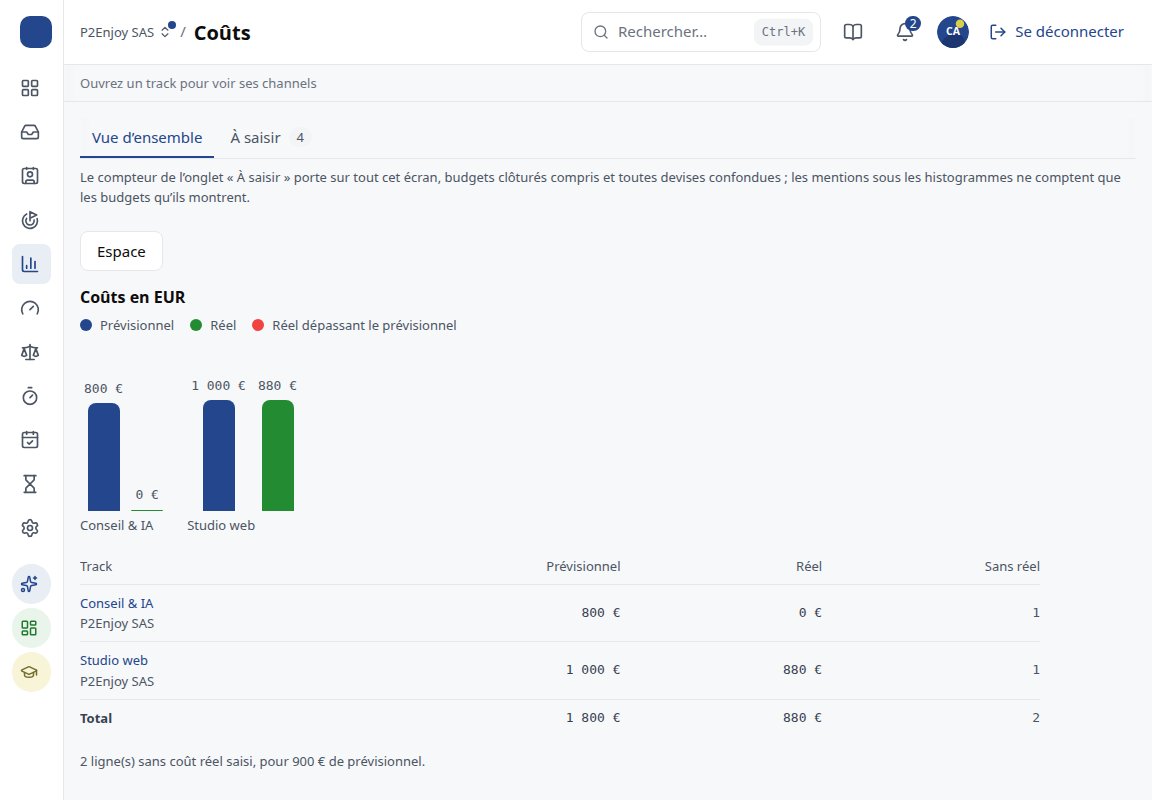 P2Enjoy SAS / Coûts
Rechercher... Ctrl+K
2
CA
Se déconnecter
Ouvrez un track pour voir ses channels
Vue d’ensemble À saisir 4
Le compteur de l’onglet « À saisir » porte sur tout cet écran, budgets clôturés compris et toutes devises confondues ; les mentions sous les histogrammes ne comptent que
les budgets qu’ils montrent.
Espace
Coûts en EUR
Prévisionnel Réel Réel dépassant le prévisionnel
800 € 1 000 € 880 €
0 €
Conseil & IA Studio web
Track Prévisionnel Réel Sans réel
Conseil & IA
P2Enjoy SAS
800 € 0 € 1
Studio web
P2Enjoy SAS
1 000 € 880 € 1
Total 1 800 € 880 € 2
2 ligne(s) sans coût réel saisi, pour 900 € de prévisionnel.